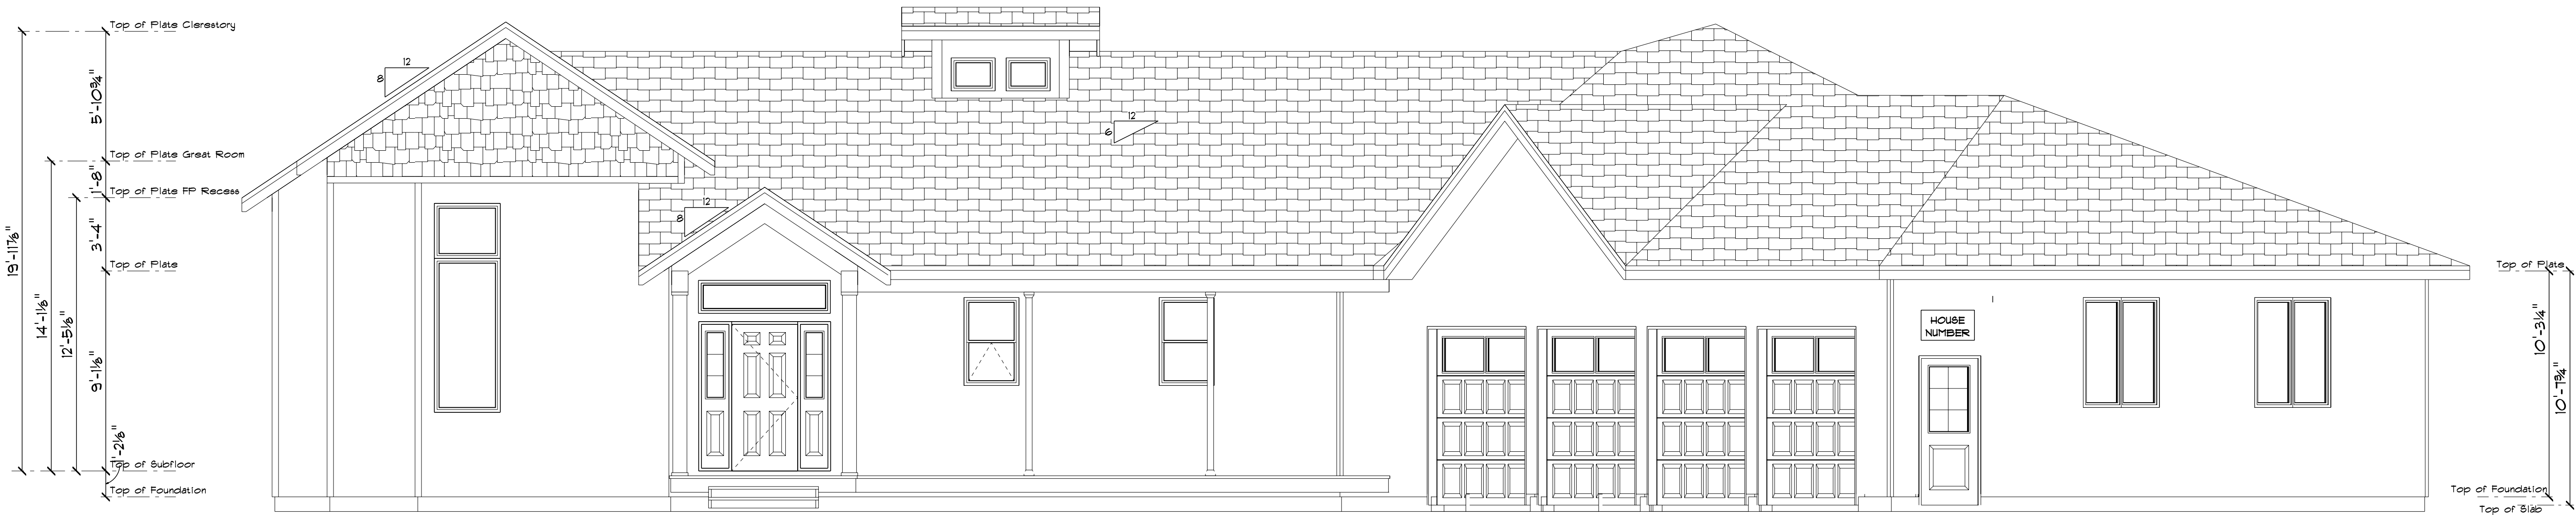 Top of Plate Clerestory
12
8
5'-10¾"
12
6
Top of Plate Great Room
1'-8"
Top of Plate FP Recess
12
8
3'-4"
19'-11⅞"
Top of Plate
Top of Plate
14'-1⅛"
12'-5⅛"
HOUSE
NUMBER
10'-3¼"
9'-1⅛"
10'-7¾"
1'-2⅛"
Top of Subfloor
Top of Foundation
Top of Foundation
Top of Slab